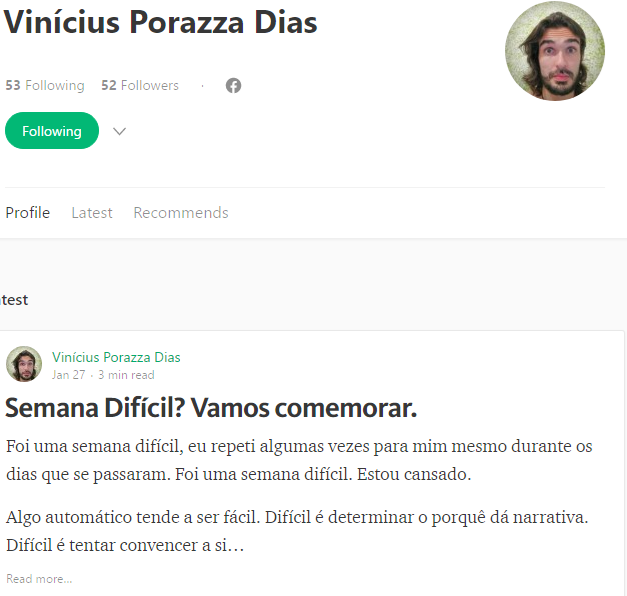 Vinícius Porazza Dias
53 Following 52 Followers ·
Following
Profile Latest Recommends
test
Vinícius Porazza Dias
Jan 27 · 3 min read
Semana Difícil? Vamos comemorar.
Foi uma semana difícil, eu repeti algumas vezes para mim mesmo durante os
dias que se passaram. Foi uma semana difícil. Estou cansado.
Algo automático tende a ser fácil. Difícil é determinar o porquê dá narrativa.
Difícil é tentar convencer a si…
Read more…